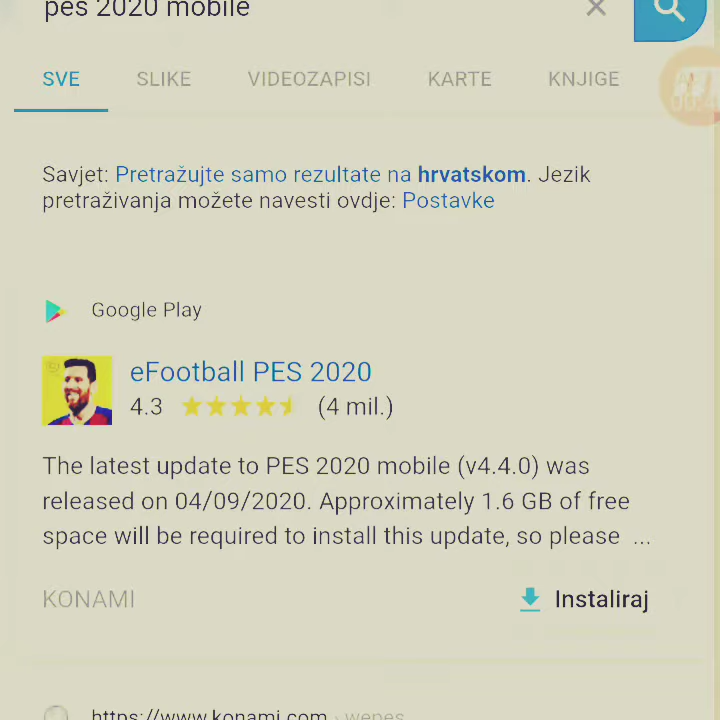 pes 2020 mobile
SVE SLIKE VIDEOZAPISI KARTE KNJIGE
Savjet: Pretražujte samo rezultate na hrvatskom. Jezik
pretraživanja možete navesti ovdje: Postavke
Google Play
eFootball PES 2020
4.3 (4 mil.)
The latest update to PES 2020 mobile (v4.4.0) was
released on 04/09/2020. Approximately 1.6 GB of free
space will be required to install this update, so please ...
KONAMI
Instaliraj
https://www.konami.com › wepes